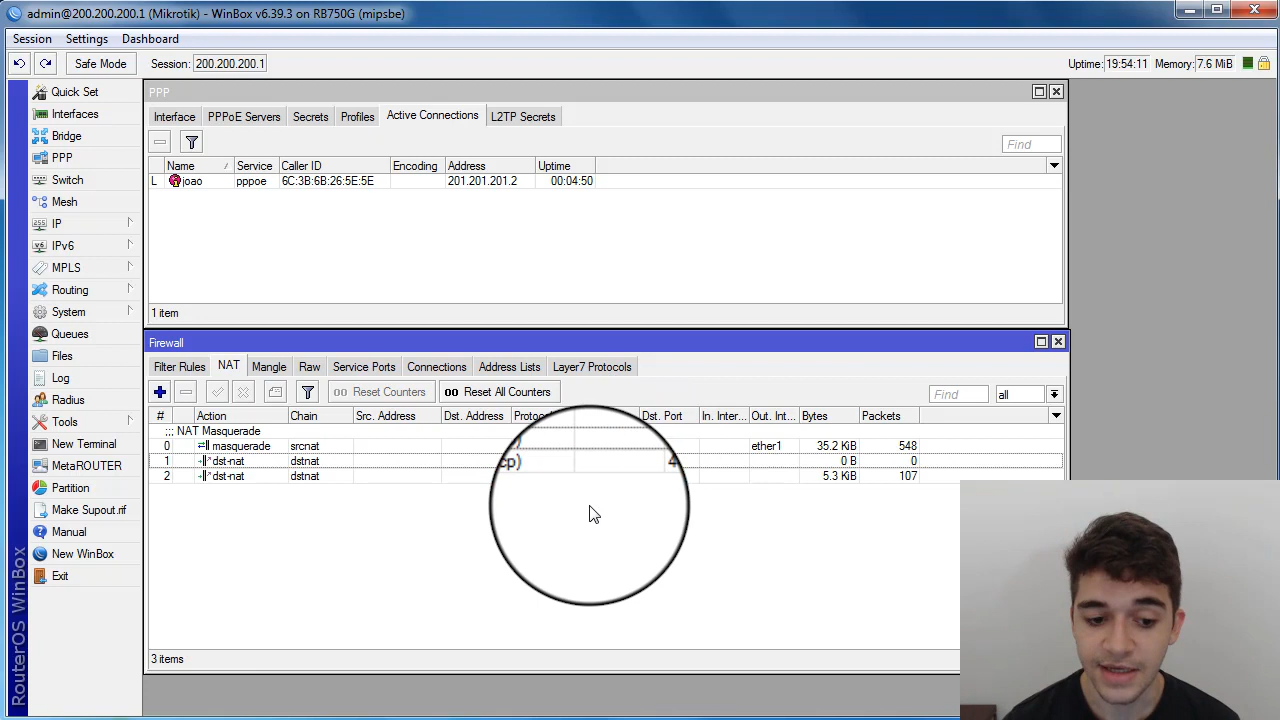 admin@200.200.200.1 (Mikrotik) - WinBox v6.39.3 on RB750G (mipsbe)
Session Settings Dashboard
Safe Mode Session: 200.200.200.1 Uptime: 19:54:11 Memory: 7.6 MiB
Quick Set
Interfaces
Bridge
PPP
Switch
Mesh
IP
IPv6
MPLS
Routing
System
Queues
Files
Log
Radius
Tools
New Terminal
MetaROUTER
Partition
Make Supout.rif
Manual
New WinBox
Exit
RouterOS WinBox
PPP
Interface PPPoE Servers Secrets Profiles Active Connections L2TP Secrets
Find
Name Service Caller ID Encoding Address Uptime
L joao pppoe 6C:3B:6B:26:5E:5E 201.201.201.2 00:04:50
1 item
Firewall
Filter Rules NAT Mangle Raw Service Ports Connections Address Lists Layer7 Protocols
00 Reset Counters 00 Reset All Counters Find all
# Action Chain Src. Address Dst. Address Dst. Port In. Inter... Out. Int... Bytes Packets
;;; NAT Masquerade
0 masquerade srcnat ether1 35.2 KiB 548
1 dst-nat dstnat 0 B 0
2 dst-nat dstnat 5.3 KiB 107
cp) 4
3 items